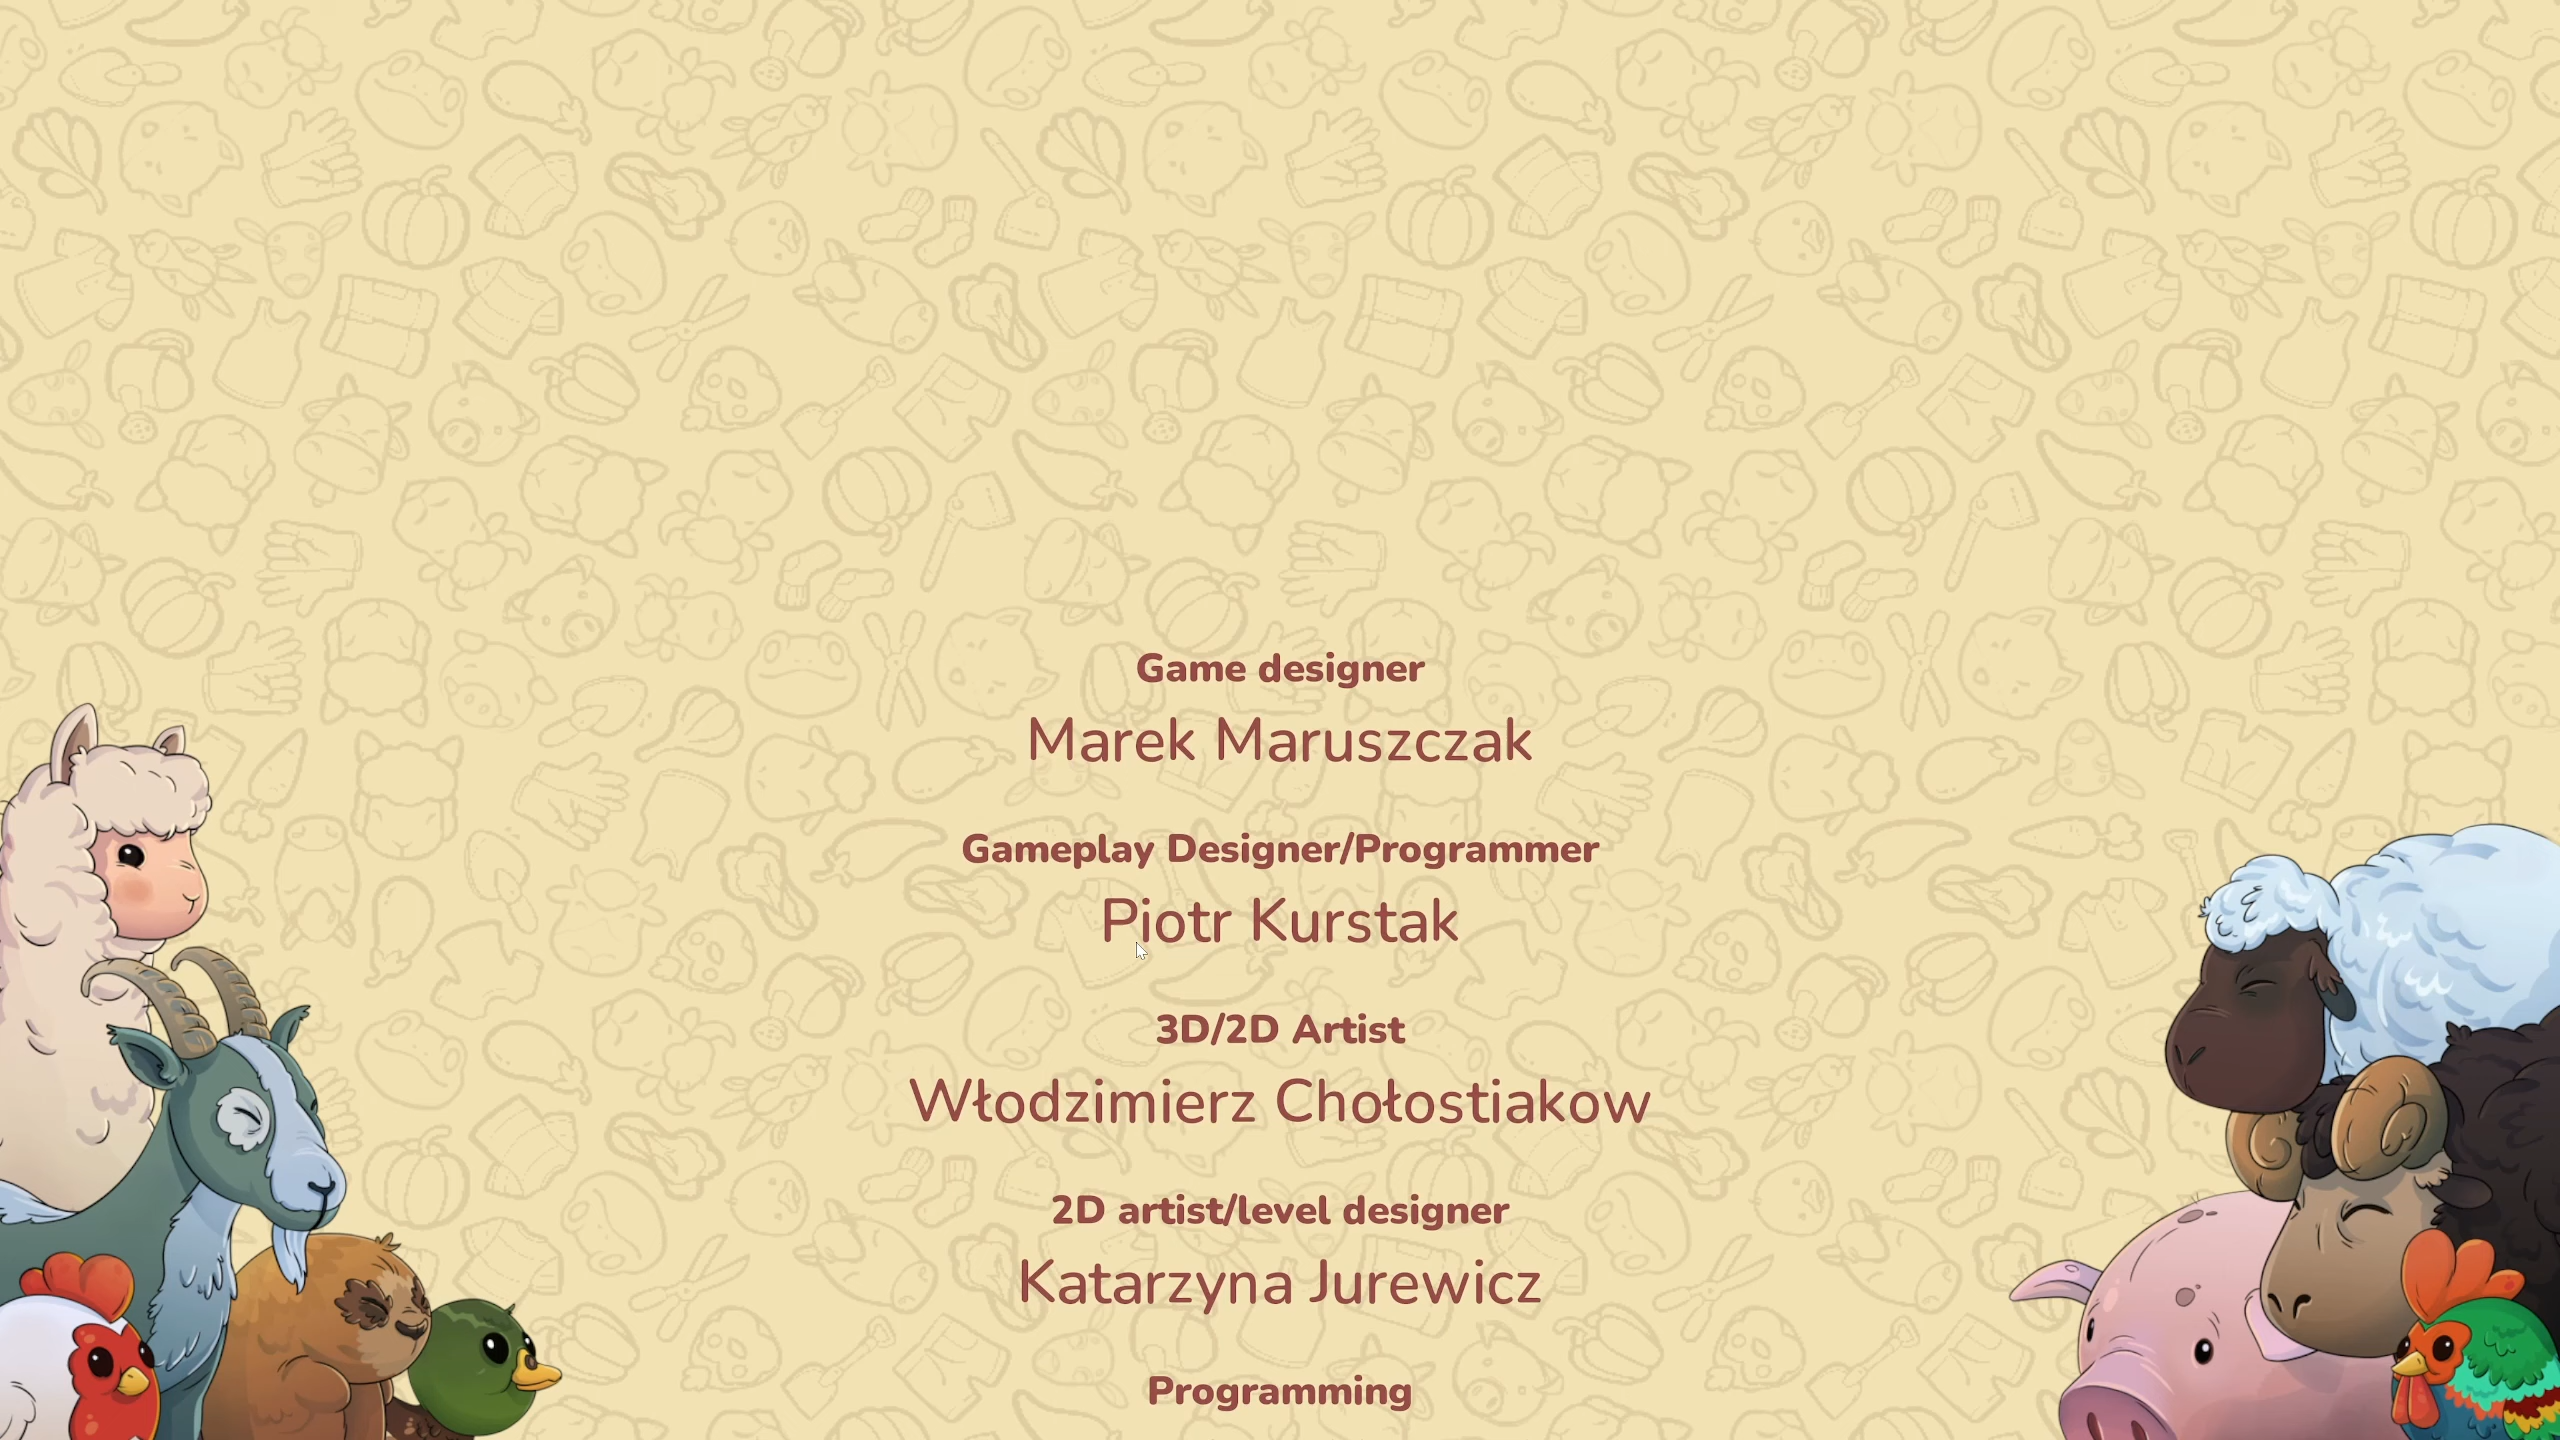 Game designer
Marek Maruszczak
Gameplay Designer/Programmer
Piotr Kurstak
3D/2D Artist
Włodzimierz Chołostiakow
2D artist/level designer
Katarzyna Jurewicz
Programming